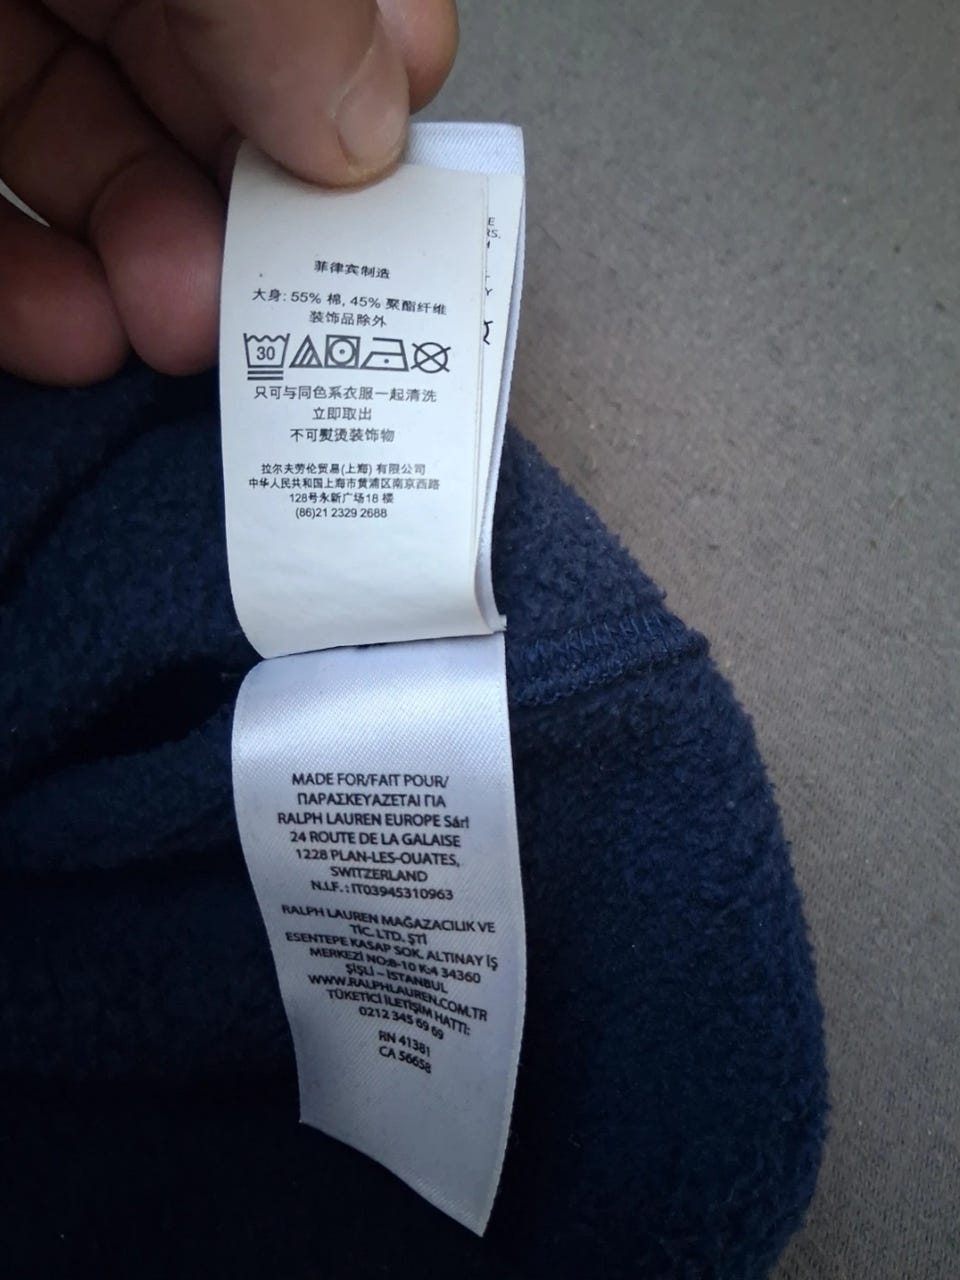 菲律宾制造
大身: 55% 棉, 45% 聚酯纤维
装饰品除外
30
只可与同色系衣服一起清洗
立即取出
不可熨烫装饰物
拉尔夫劳伦贸易(上海) 有限公司
中华人民共和国上海市黄浦区南京西路
128号永新广场18 楼
(86)21 2329 2688
E
RS.
Y
MADE FOR/FAIT POUR/
ΠΑΡΑΣΚΕΥΑΖΕΤΑΙ ΓΙΑ
RALPH LAUREN EUROPE Sárl
24 ROUTE DE LA GALAISE
1228 PLAN-LES-OUATES,
SWITZERLAND
N.I.F. : IT03945310963
RALPH LAUREN MAĞAZACILIK VE
TİC. LTD. ŞTİ
ESENTEPE KASAP SOK. ALTINAY İŞ
MERKEZİ NO:8-10 K:4 34360
ŞİŞLİ – İSTANBUL
WWW.RALPHLAUREN.COM.TR
TÜKETİCİ İLETİŞİM HATTI:
0212 345 69 69
RN 41381
CA 56658